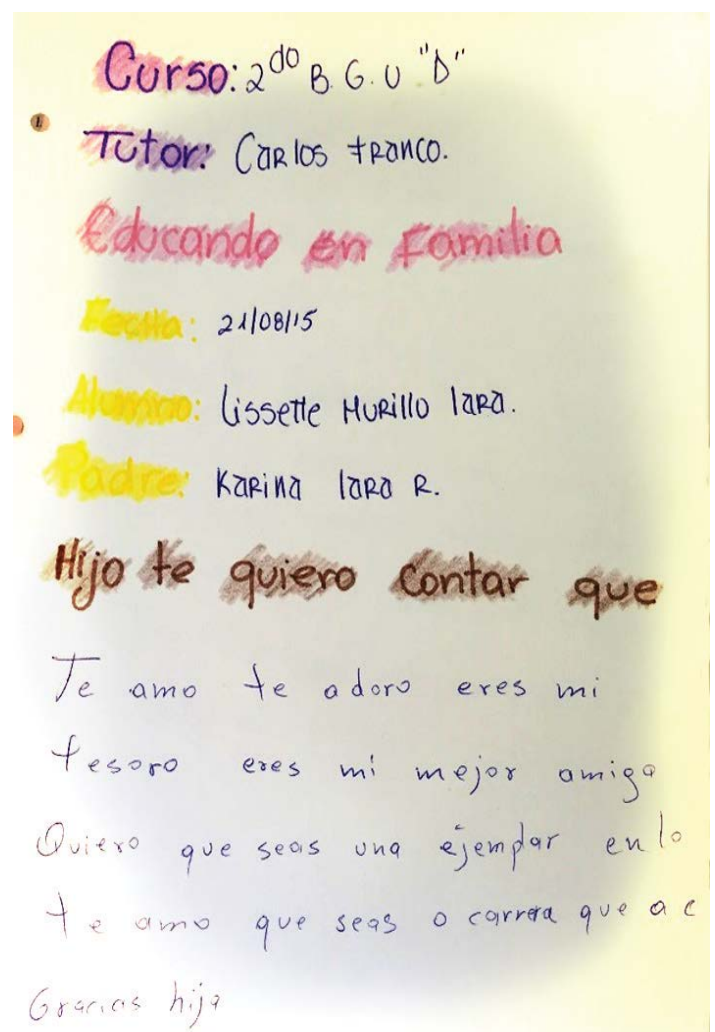 Curso: 2do B.G.U "D"
Tutor: Carlos Franco.
Educando en Familia
Fecha: 21/08/15
Alumno: Lissette Murillo Lara.
Padre: Karina Lara R.
Hijo te quiero contar que
Te amo te adoro eres mi
tesoro eres mi mejor amiga
Quiero que seas una ejemplar en lo
te amo que seas o carrera que a c
Gracias hija